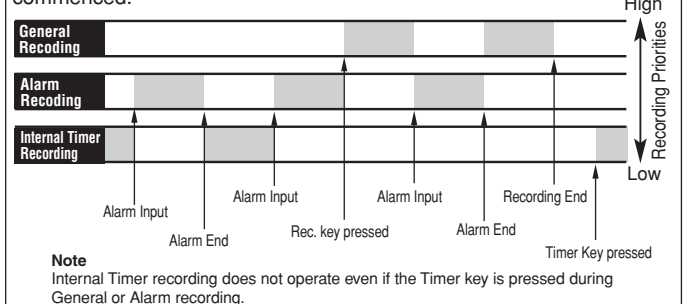 commenced.
High
General
Recoding
Alarm
Recoding
Internal Timer
Recording
Recording Priorities
Low
Alarm Input
Alarm End
Alarm Input
Rec. key pressed
Alarm Input
Alarm End
Recording End
Timer Key pressed
Note
Internal Timer recording does not operate even if the Timer key is pressed during
General or Alarm recording.